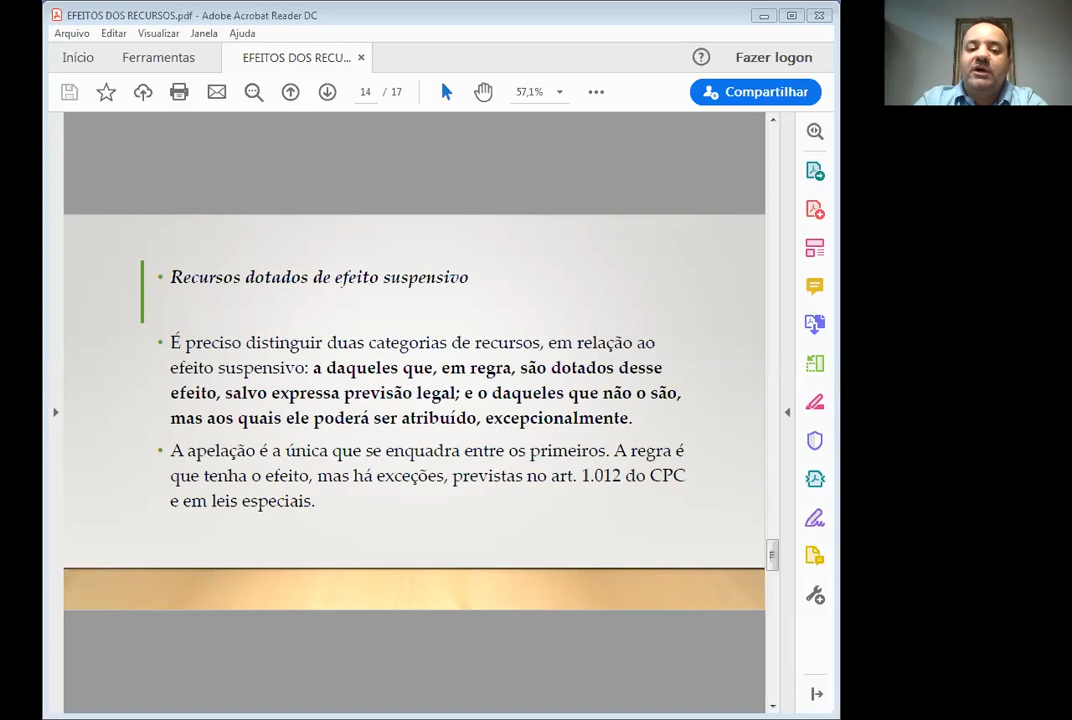 EFEITOS DOS RECURSOS.pdf - Adobe Acrobat Reader DC
Arquivo Editar Visualizar Janela Ajuda
Início Ferramentas EFEITOS DOS RECU... × Fazer logon
14 / 17 57,1% Compartilhar
• Recursos dotados de efeito suspensivo
• É preciso distinguir duas categorias de recursos, em relação ao
efeito suspensivo: a daqueles que, em regra, são dotados desse
efeito, salvo expressa previsão legal; e o daqueles que não o são,
mas aos quais ele poderá ser atribuído, excepcionalmente.
• A apelação é a única que se enquadra entre os primeiros. A regra é
que tenha o efeito, mas há exceções, previstas no art. 1.012 do CPC
e em leis especiais.